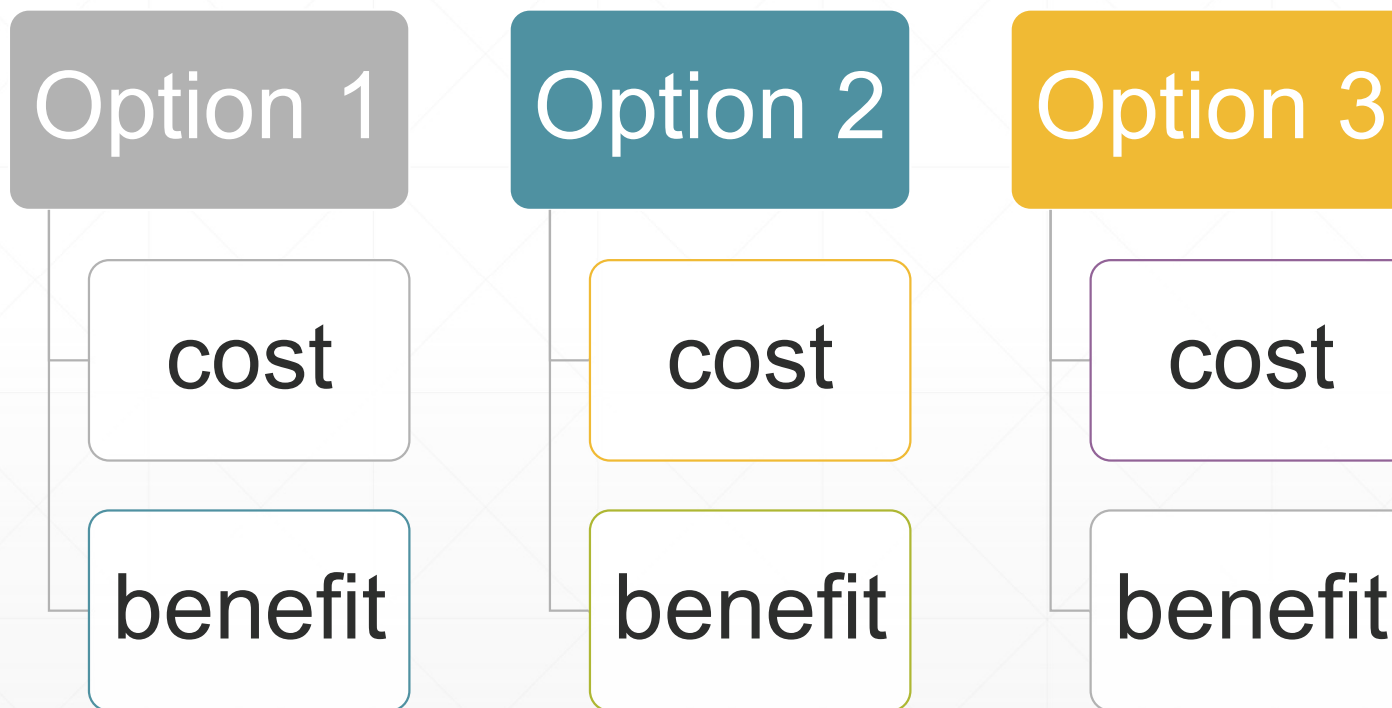 Option 1
cost
benefit
Option 2
cost
benefit
Option 3
cost
benefit